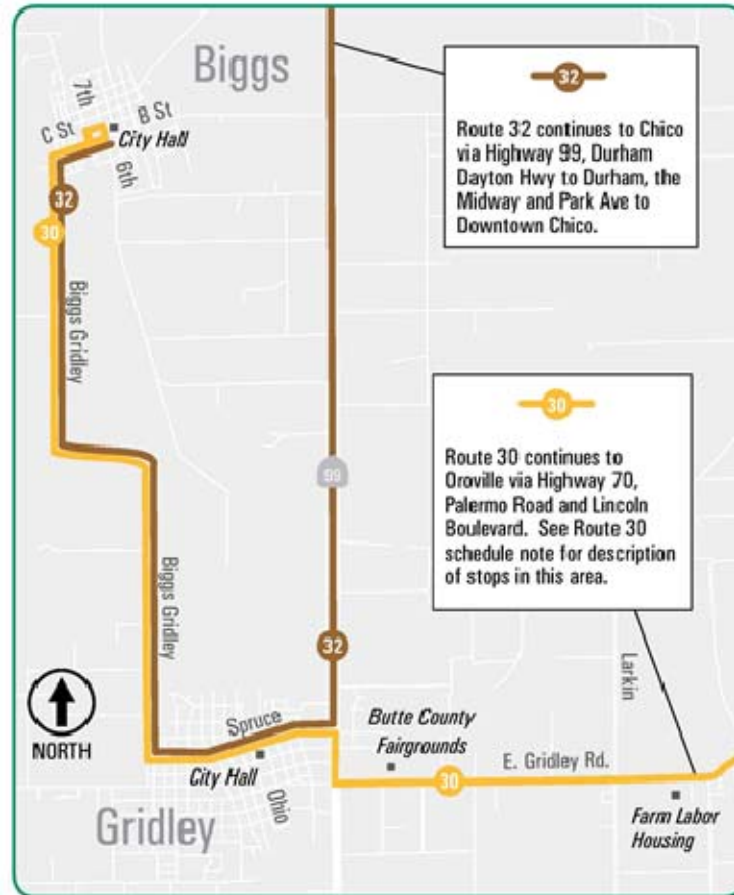 Biggs
7th
B St
C St
City Hall
6th
32
30
Biggs Gridley
32
Route 32 continues to Chico
via Highway 99, Durham
Dayton Hwy to Durham, the
Midway and Park Ave to
Downtown Chico.
30
Route 30 continues to
Oroville via Highway 70,
Palermo Road and Lincoln
Boulevard. See Route 30
schedule note for description
of stops in this area.
99
Biggs Gridley
32
Larkin
NORTH
Spruce
City Hall
Ohio
Gridley
Butte County
Fairgrounds
E. Gridley Rd.
30
Farm Labor
Housing